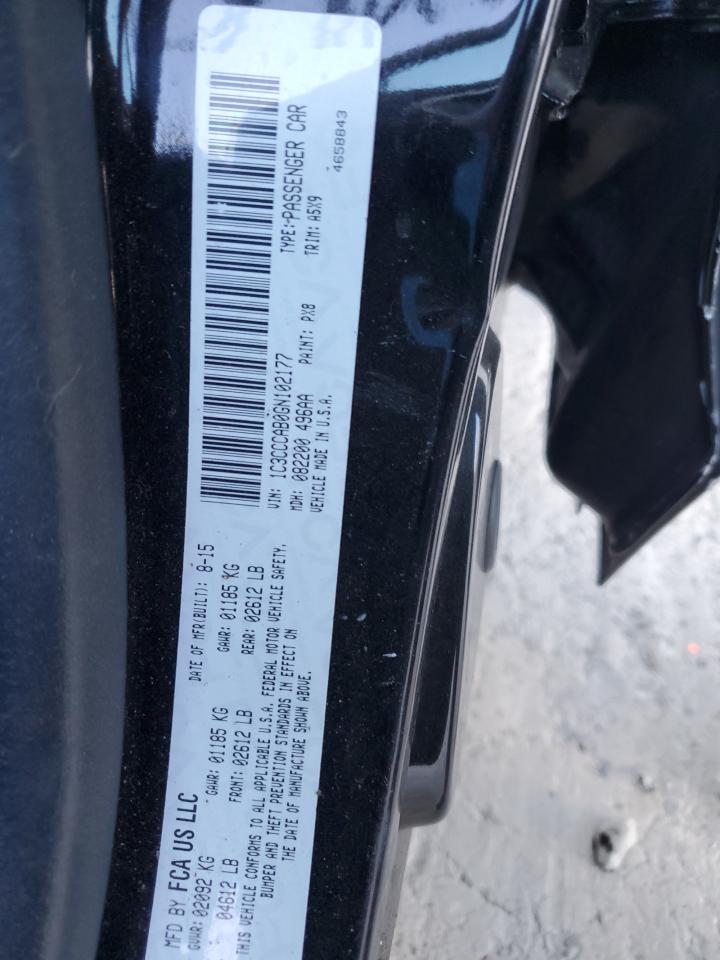 MFD BY FCA US LLC
DATE OF MFR(BUILT): 8-15
GVWR: 02092 KG
04612 LB
GAWR: 01185 KG
FRONT: 02612 LB
GAWR: 01185 KG
REAR: 02612 LB
THIS VEHICLE CONFORMS TO ALL APPLICABLE U.S.A. FEDERAL MOTOR VEHICLE SAFETY,
BUMPER AND THEFT PREVENTION STANDARDS IN EFFECT ON
THE DATE OF MANUFACTURE SHOWN ABOVE.
VIN: 1C3CCCAB0GN102177
TYPE: PASSENGER CAR
MDH: 082200 496AA
PAINT: PX8
TRIM: A5X9
VEHICLE MADE IN U.S.A.
4658843